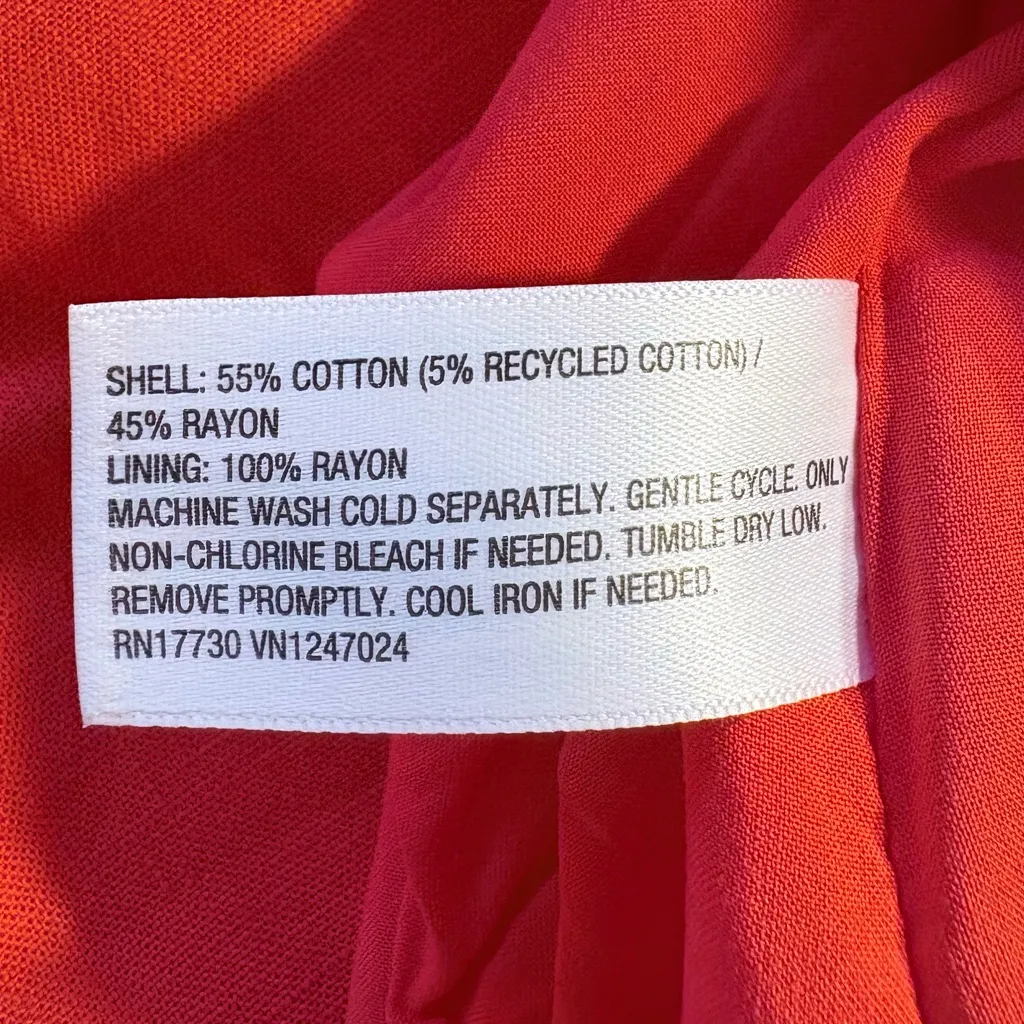 SHELL: 55% COTTON (5% RECYCLED COTTON) /
45% RAYON
LINING: 100% RAYON
MACHINE WASH COLD SEPARATELY. GENTLE CYCLE. ONLY
NON-CHLORINE BLEACH IF NEEDED. TUMBLE DRY LOW.
REMOVE PROMPTLY. COOL IRON IF NEEDED.
RN17730 VN1247024